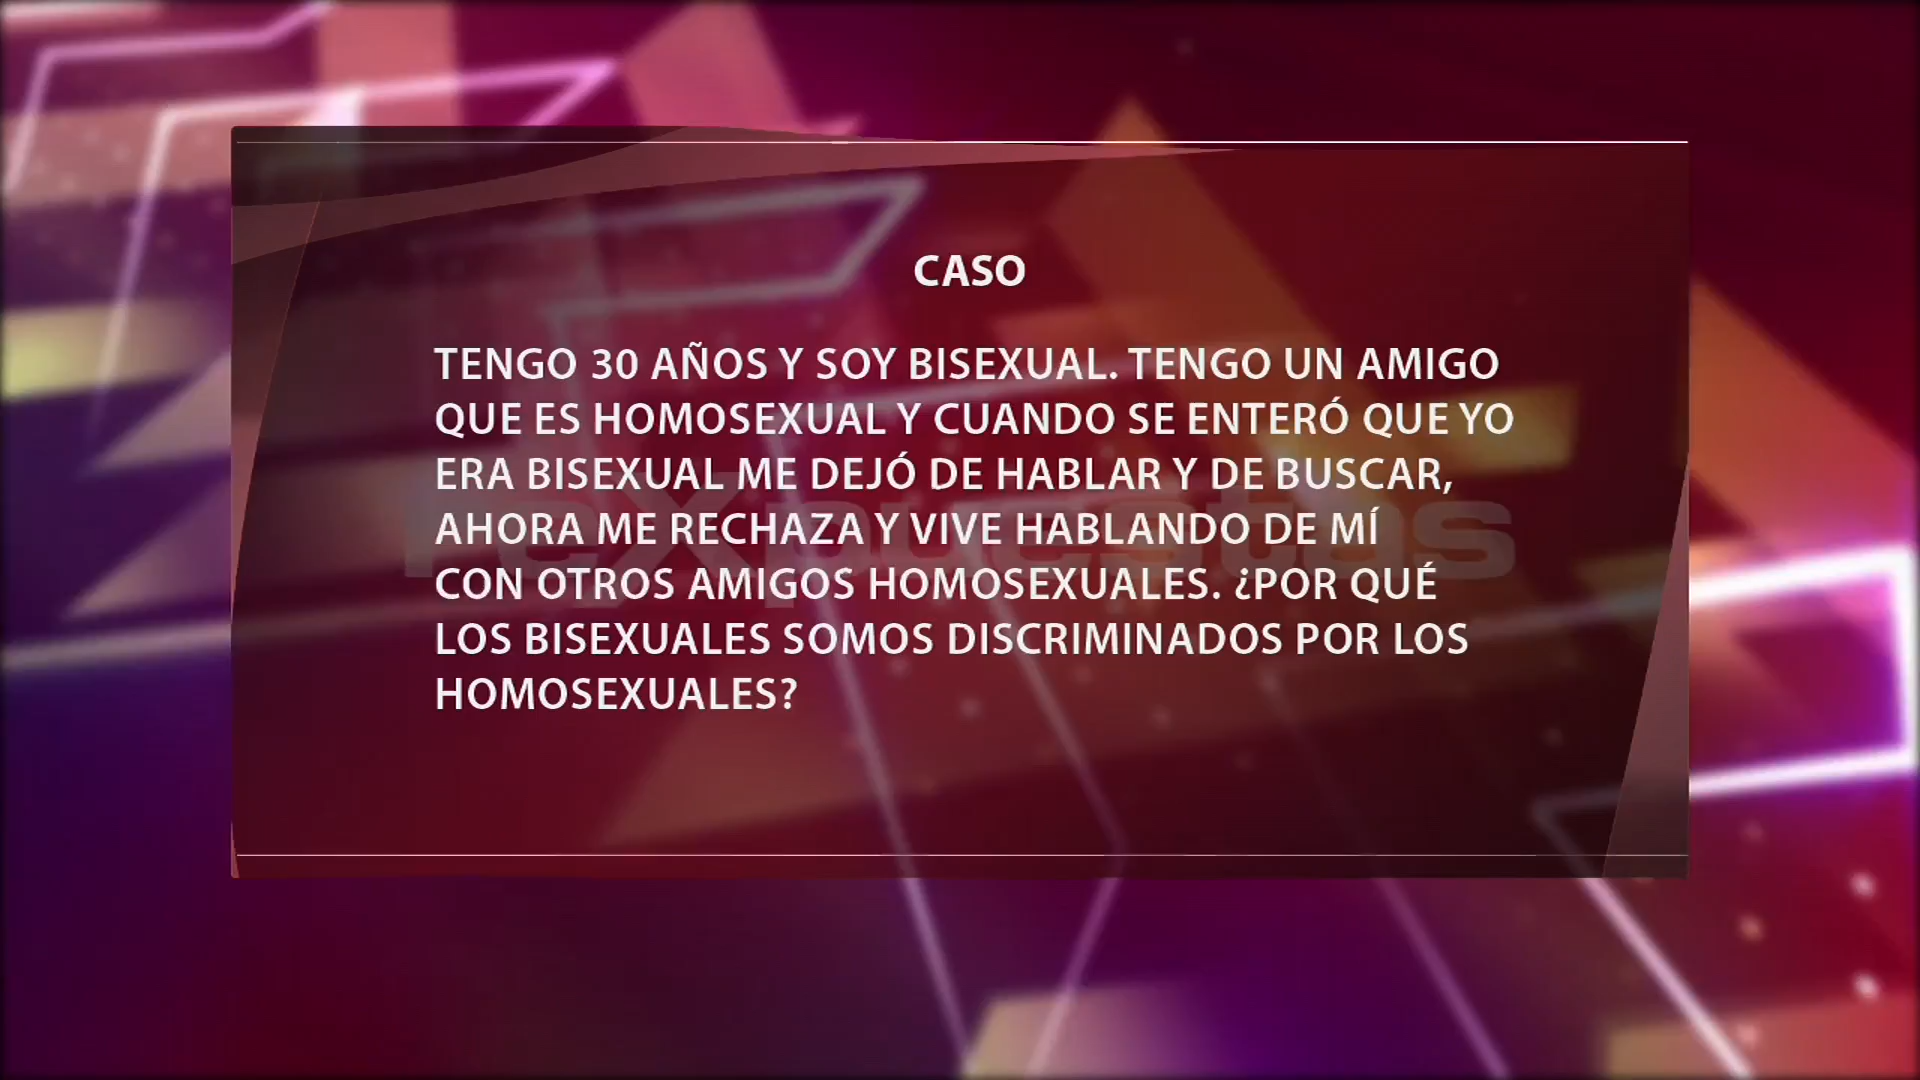 CASO
TENGO 30 AÑOS Y SOY BISEXUAL. TENGO UN AMIGO
QUE ES HOMOSEXUAL Y CUANDO SE ENTERÓ QUE YO
ERA BISEXUAL ME DEJÓ DE HABLAR Y DE BUSCAR,
AHORA ME RECHAZA Y VIVE HABLANDO DE MÍ
CON OTROS AMIGOS HOMOSEXUALES. ¿POR QUÉ
LOS BISEXUALES SOMOS DISCRIMINADOS POR LOS
HOMOSEXUALES?